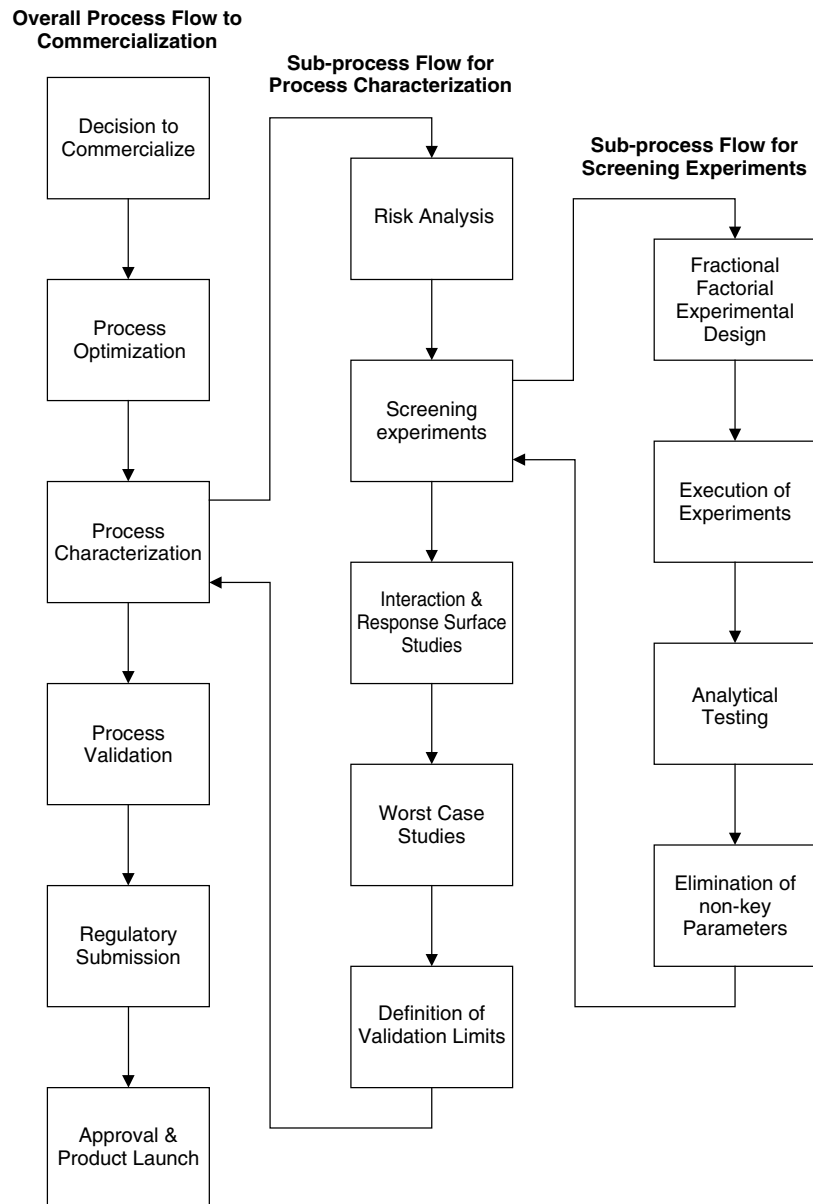 Overall Process Flow to
Commercialization
Decision to
Commercialize
Process
Optimization
Process
Characterization
Process
Validation
Regulatory
Submission
Approval &
Product Launch
Sub-process Flow for
Process Characterization
Risk Analysis
Screening
experiments
Interaction &
Response Surface
Studies
Worst Case
Studies
Definition of
Validation Limits
Sub-process Flow for
Screening Experiments
Fractional
Factorial
Experimental
Design
Execution of
Experiments
Analytical
Testing
Elimination of
non-key
Parameters